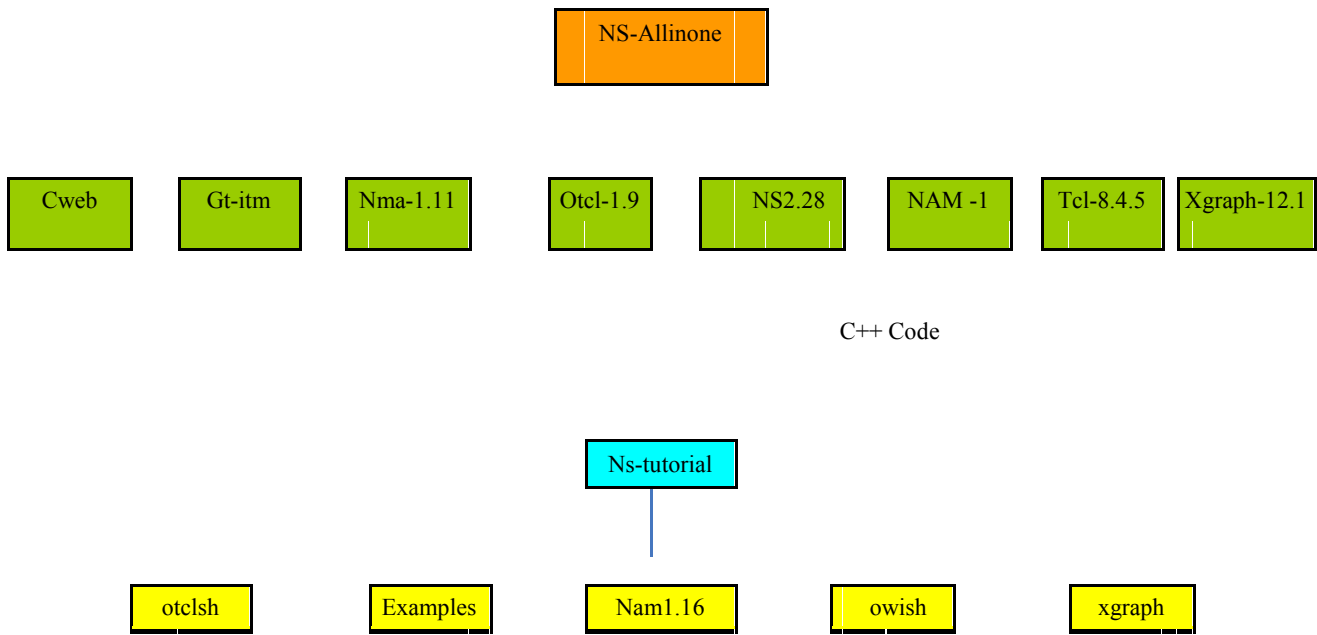 NS-Allinone
Cweb
Gt-itm
Nma-1.11
Otcl-1.9
NS2.28
NAM -1
Tcl-8.4.5
Xgraph-12.1
C++ Code
Ns-tutorial
otclsh
Examples
Nam1.16
owish
xgraph